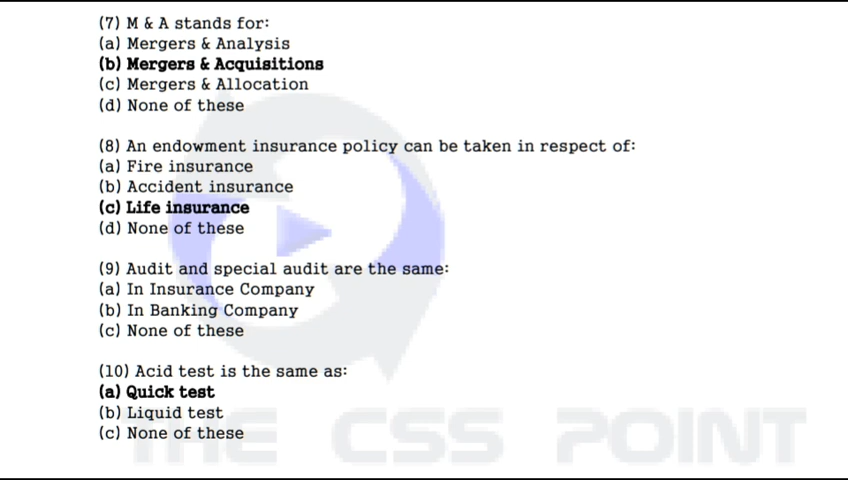 (7) M & A stands for:
(a) Mergers & Analysis
(b) Mergers & Acquisitions
(c) Mergers & Allocation
(d) None of these
(8) An endowment insurance policy can be taken in respect of:
(a) Fire insurance
(b) Accident insurance
(c) Life insurance
(d) None of these
(9) Audit and special audit are the same:
(a) In Insurance Company
(b) In Banking Company
(c) None of these
(10) Acid test is the same as:
(a) Quick test
(b) Liquid test
(c) None of these
THE CSS POINT